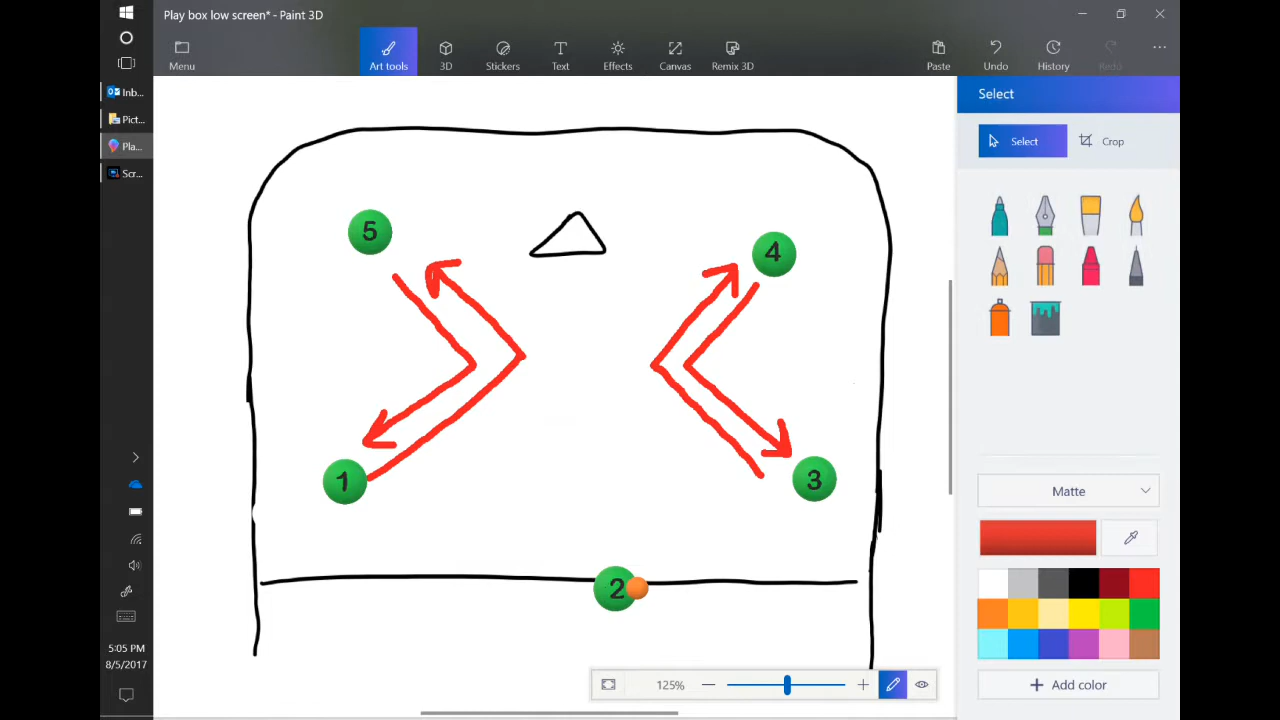 Play box low screen* - Paint 3D
Menu
Art tools
3D
Stickers
Text
Effects
Canvas
Remix 3D
Paste
Undo
History
Redo
Inb...
Pict...
Pla...
Scr...
Select
Select
Crop
5
4
1
3
2
Matte
Add color
125%
5:05 PM
8/5/2017